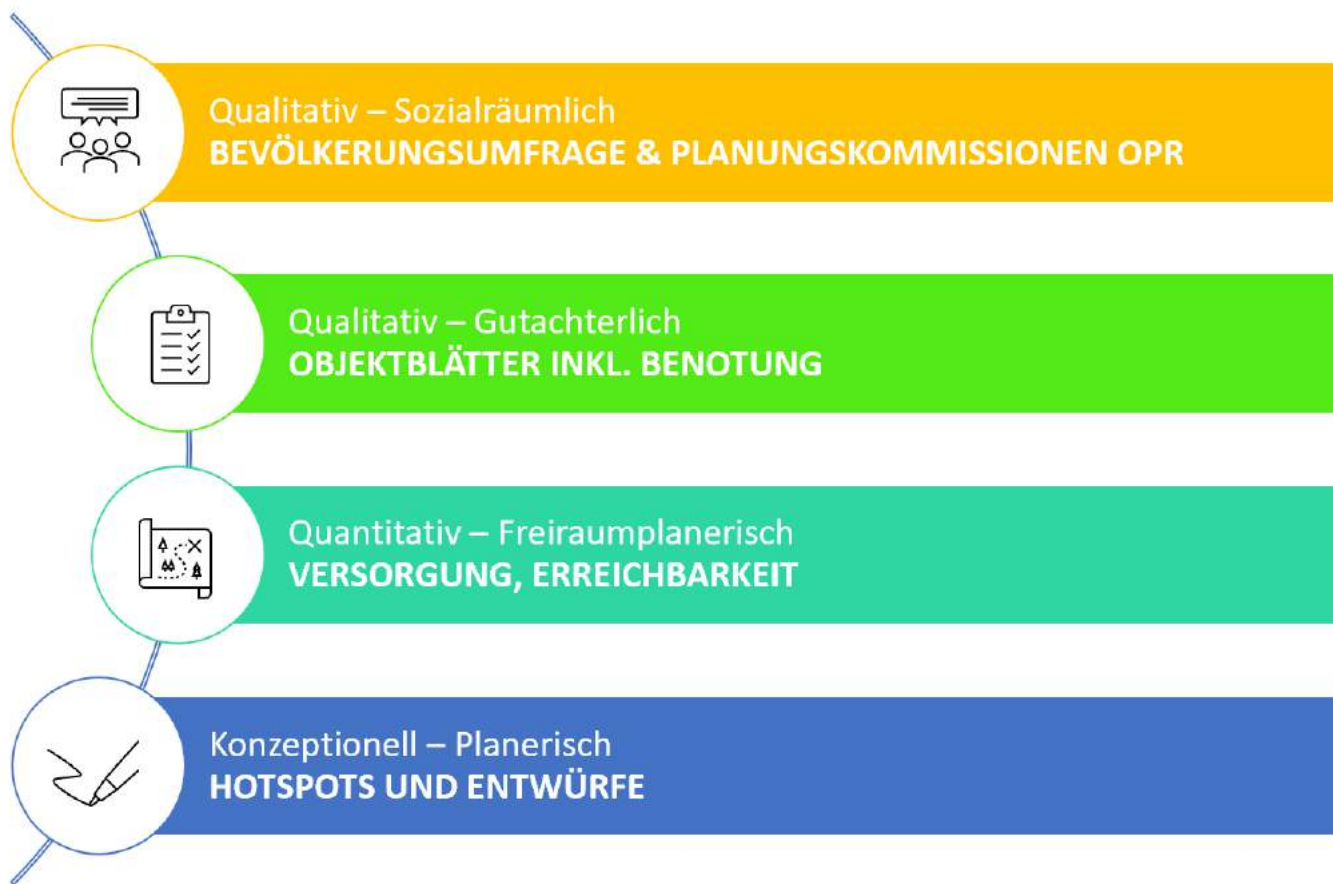 Qualitativ – Sozialräumlich
BEVÖLKERUNGSUMFRAGE & PLANUNGSKOMMISSIONEN OPR
Qualitativ – Gutachterlich
OBJEKTBLÄTTER INKL. BENOTUNG
Quantitativ – Freiraumplanerisch
VERSORGUNG, ERREICHBARKEIT
Konzeptionell – Planerisch
HOTSPOTS UND ENTWÜRFE